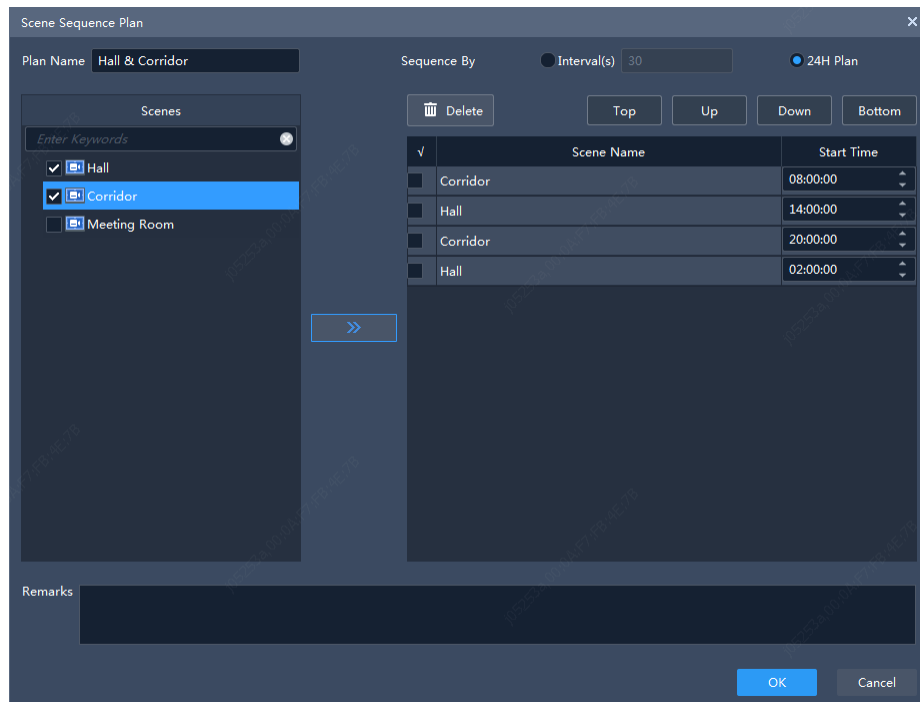 Scene Sequence Plan
Plan Name Hall & Corridor Sequence By Interval(s) 30 24H Plan
Scenes
Enter Keywords
Hall
Corridor
Meeting Room
Delete Top Up Down Bottom
√ Scene Name Start Time
Corridor 08:00:00
Hall 14:00:00
Corridor 20:00:00
Hall 02:00:00
Remarks
OK Cancel